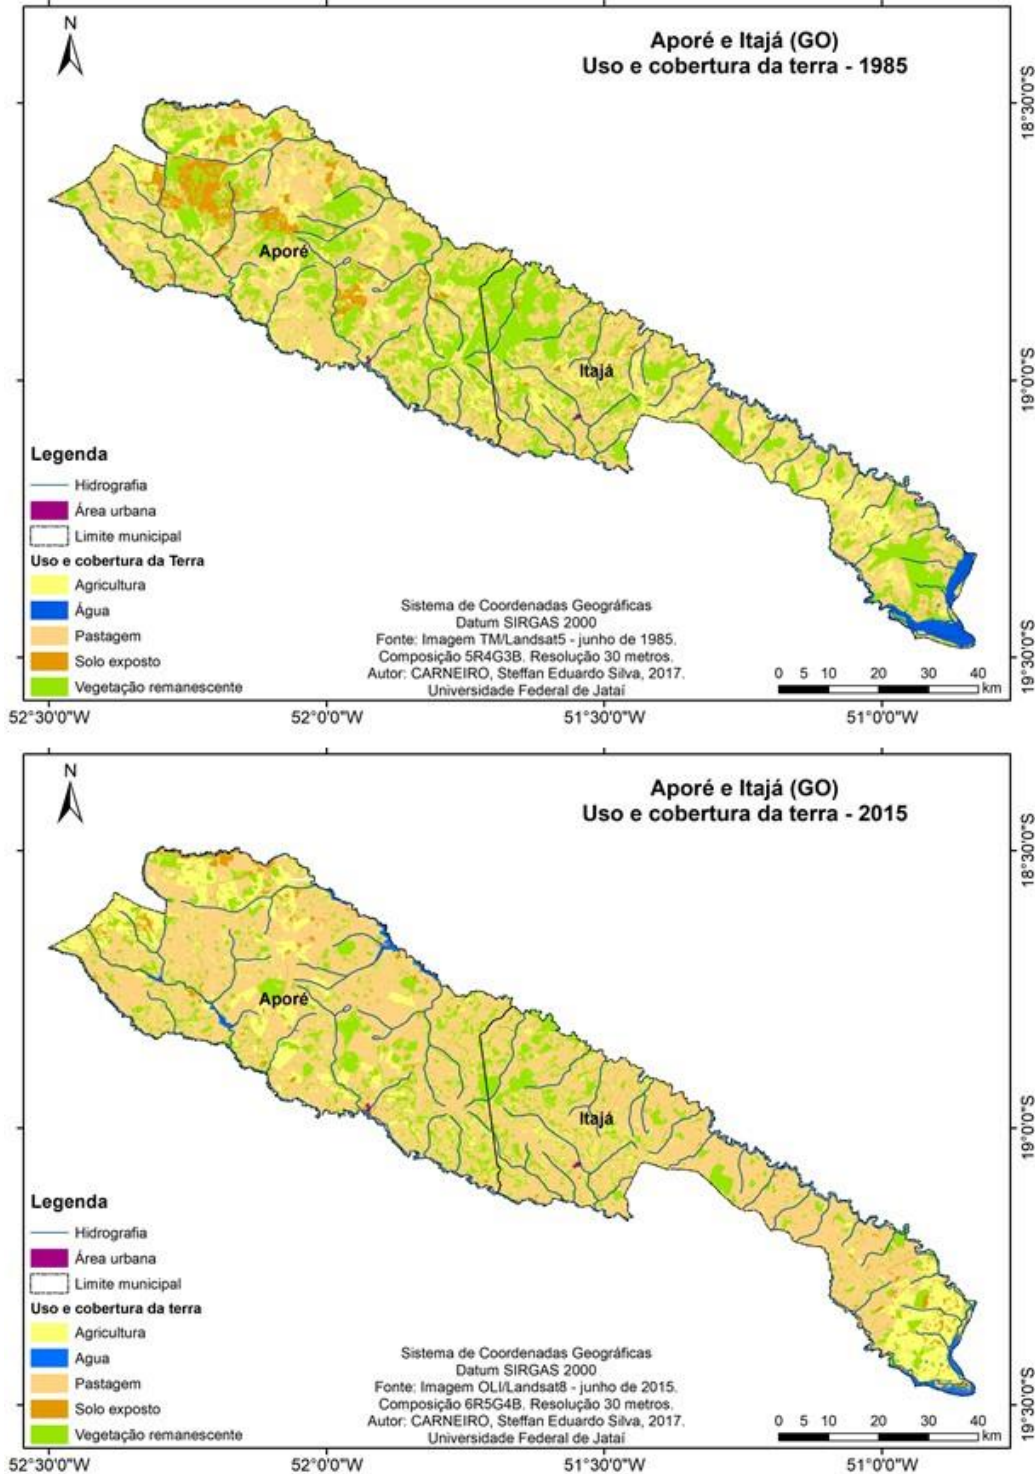 N
Aporé e Itajá (GO)
Uso e cobertura da terra - 1985
18°30'0"S
Aporé
Itajá
19°0'0"S
Legenda
Hidrografia
Área urbana
Limite municipal
Uso e cobertura da Terra
Agricultura
Água
Pastagem
Solo exposto
Vegetação remanescente
Sistema de Coordenadas Geográficas
Datum SIRGAS 2000
Fonte: Imagem TM/Landsat5 - junho de 1985.
Composição 5R4G3B. Resolução 30 metros.
Autor: CARNEIRO, Steffan Eduardo Silva, 2017.
Universidade Federal de Jataí
0 5 10 20 30 40
km
19°30'0"S
52°30'0"W 52°0'0"W 51°30'0"W 51°0'0"W
N
Aporé e Itajá (GO)
Uso e cobertura da terra - 2015
18°30'0"S
Aporé
Itajá
19°0'0"S
Legenda
Hidrografia
Área urbana
Limite municipal
Uso e cobertura da terra
Agricultura
Agua
Pastagem
Solo exposto
Vegetação remanescente
Sistema de Coordenadas Geográficas
Datum SIRGAS 2000
Fonte: Imagem OLI/Landsat8 - junho de 2015.
Composição 6R5G4B. Resolução 30 metros.
Autor: CARNEIRO, Steffan Eduardo Silva, 2017.
Universidade Federal de Jataí
0 5 10 20 30 40
km
19°30'0"S
52°30'0"W 52°0'0"W 51°30'0"W 51°0'0"W